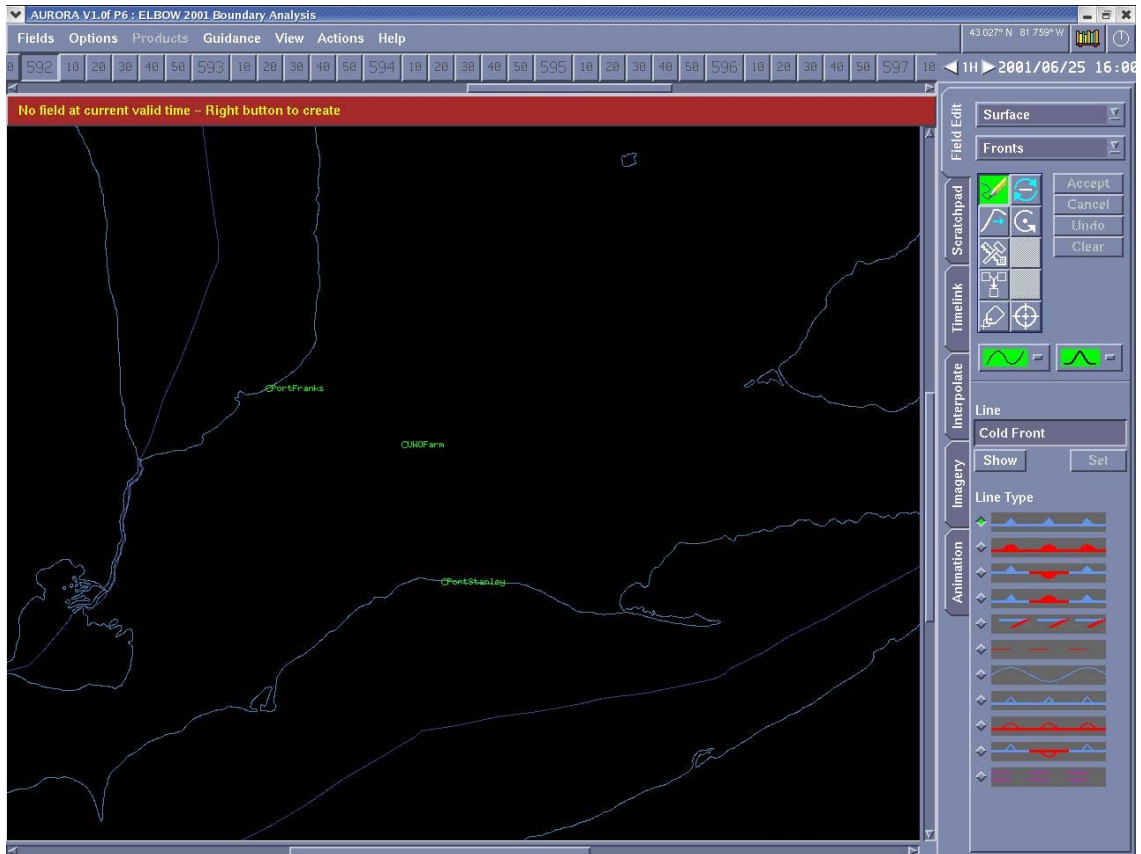 AURORA V1.0f P6 : ELBOW 2001 Boundary Analysis
Fields Options Products Guidance View Actions Help
43.027° N 81.759° W
0 592 10 20 30 40 50 593 10 20 30 40 50 594 10 20 30 40 50 595 10 20 30 40 50 596 10 20 30 40 50 597 10
1H 2001/06/25 16:00
No field at current valid time – Right button to create
PortFranks
UWOFarm
PortStanley
Field Edit
Scratchpad
Timelink
Interpolate
Imagery
Animation
Surface
Fronts
Accept
Cancel
Undo
Clear
Line
Cold Front
Show Set
Line Type